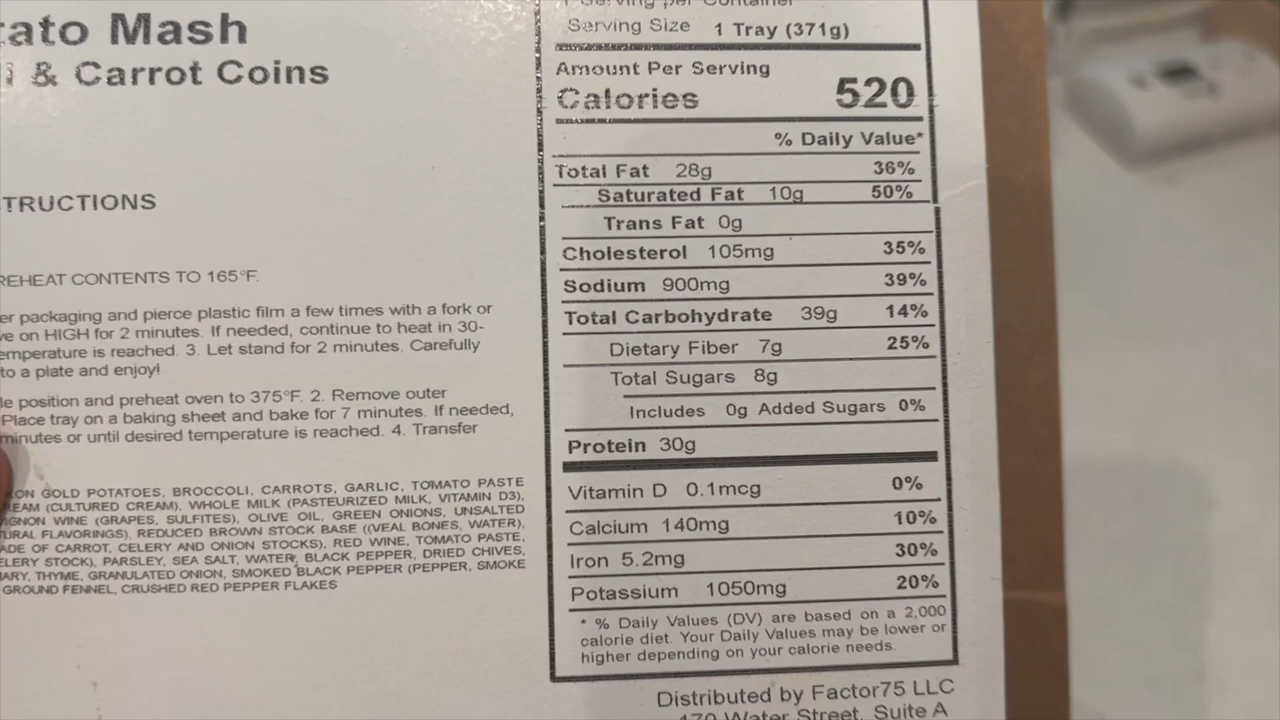 Mash
& Carrot Coins
TRUCTIONS
REHEAT CONTENTS TO 165°F.
er packaging and pierce plastic film a few times with a fork or
ve on HIGH for 2 minutes. If needed, continue to heat in 30-
emperature is reached. 3. Let stand for 2 minutes. Carefully
to a plate and enjoy!
le position and preheat oven to 375°F. 2. Remove outer
Place tray on a baking sheet and bake for 7 minutes. If needed,
minutes or until desired temperature is reached. 4. Transfer
KON GOLD POTATOES, BROCCOLI, CARROTS, GARLIC, TOMATO PASTE
REAM (CULTURED CREAM), WHOLE MILK (PASTEURIZED MILK, VITAMIN D3),
IGNON WINE (GRAPES, SULFITES), OLIVE OIL, GREEN ONIONS, UNSALTED
URAL FLAVORINGS), REDUCED BROWN STOCK BASE ((VEAL BONES, WATER),
ADE OF CARROT, CELERY AND ONION STOCKS), RED WINE, TOMATO PASTE,
ELERY STOCK), PARSLEY, SEA SALT, WATER, BLACK PEPPER, DRIED CHIVES,
ARY, THYME, GRANULATED ONION, SMOKED BLACK PEPPER (PEPPER, SMOKE
GROUND FENNEL, CRUSHED RED PEPPER FLAKES
1 Serving per Container
Serving Size 1 Tray (371g)
Amount Per Serving
Calories 520
% Daily Value*
Total Fat 28g 36%
Saturated Fat 10g 50%
Trans Fat 0g
Cholesterol 105mg 35%
Sodium 900mg 39%
Total Carbohydrate 39g 14%
Dietary Fiber 7g 25%
Total Sugars 8g
Includes 0g Added Sugars 0%
Protein 30g
Vitamin D 0.1mcg 0%
Calcium 140mg 10%
Iron 5.2mg 30%
Potassium 1050mg 20%
* % Daily Values (DV) are based on a 2,000
calorie diet. Your Daily Values may be lower or
higher depending on your calorie needs.
Distributed by Factor75 LLC
170 Water Street, Suite A